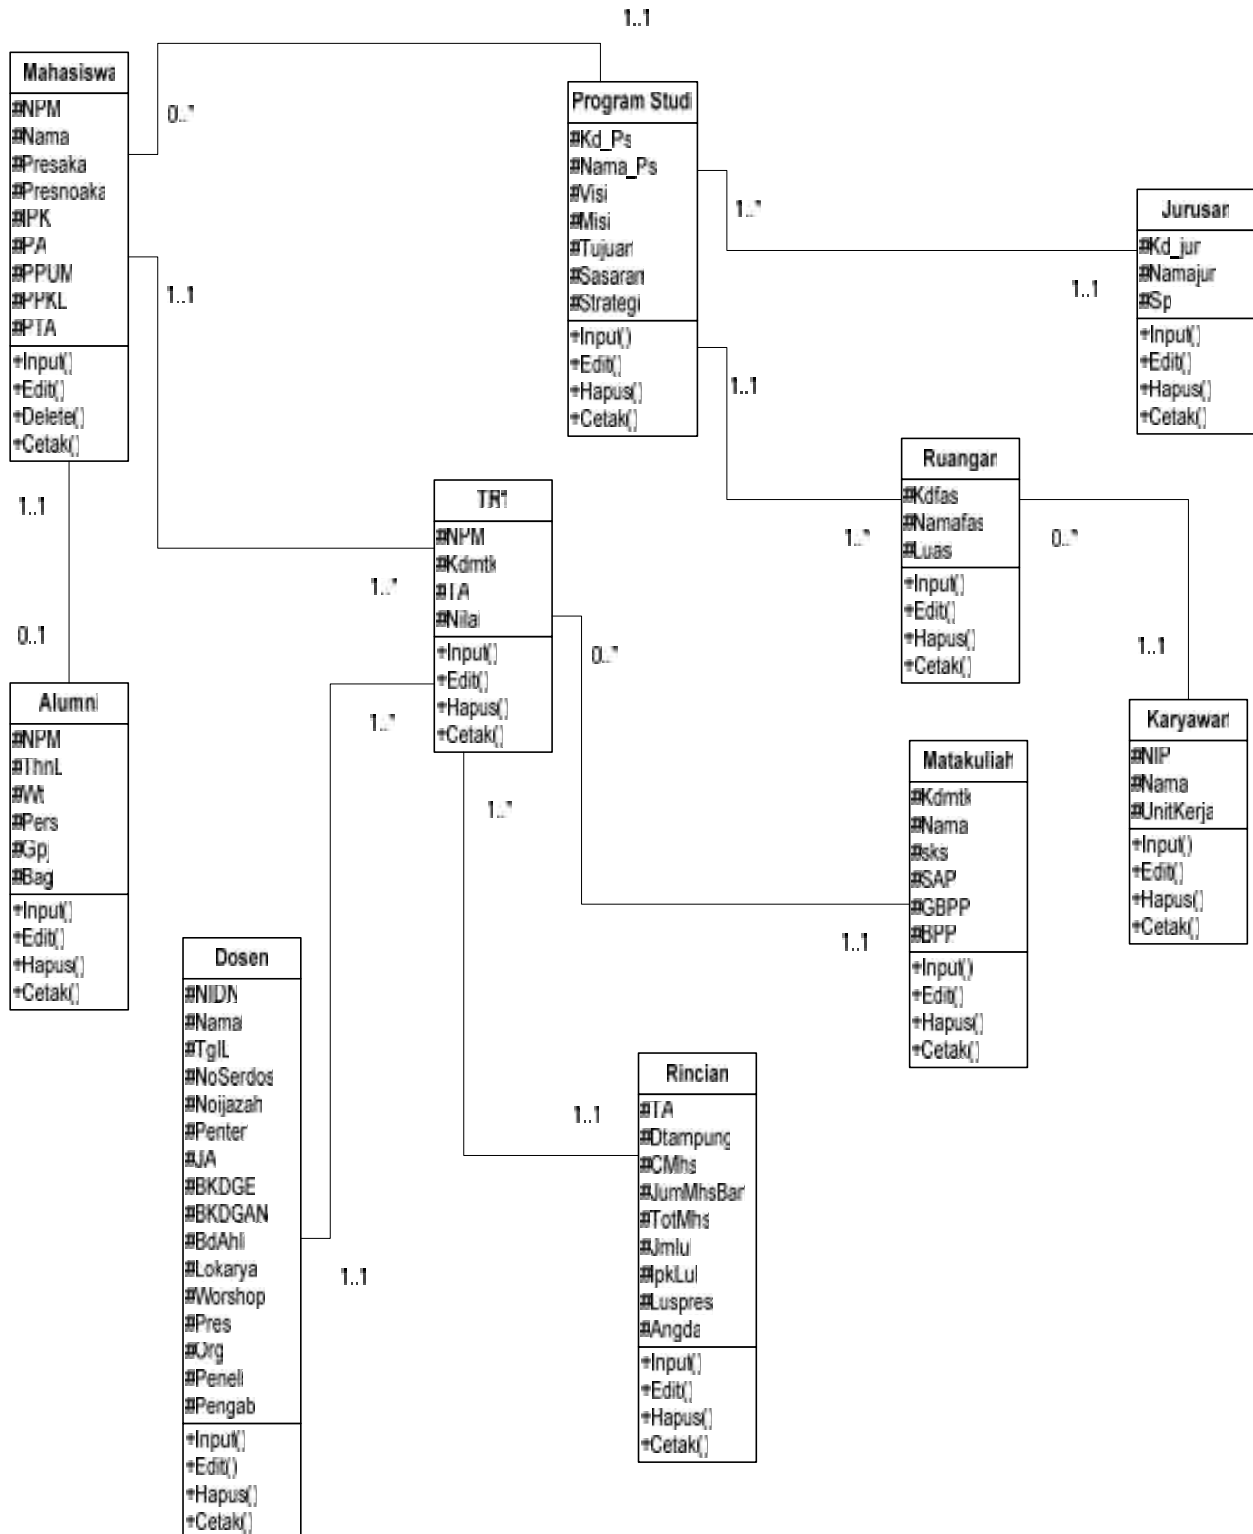 1..1
Mahasiswa
#NPM
#Nama
#Presaka
#Presnoaka
#IPK
#PA
#PPUM
#PPKL
#PTA
+Input()
+Edit()
+Delete()
+Cetak()
0..*
1..1
Program Studi
#Kd_Ps
#Nama_Ps
#Visi
#Misi
#Tujuan
#Sasaran
#Strategi
+Input()
+Edit()
+Hapus()
+Cetak()
1..*
1..1
Jurusan
#Kd_jur
#Namajur
#Sp
+Input()
+Edit()
+Hapus()
+Cetak()
1..1
1..*
Ruangan
#Kdfas
#Namafas
#Luas
+Input()
+Edit()
+Hapus()
+Cetak()
0..*
1..1
1..1
0..1
1..*
#NPM
#Kdmtk
#TA
#Nilai
+Input()
+Edit()
+Hapus()
+Cetak()
0..*
1..*
1..*
Alumni
#NPM
#ThnL
#Wt
#Pers
#Gpj
#Bag
+Input()
+Edit()
+Hapus()
+Cetak()
Karyawan
#NIP
#Nama
#UnitKerja
+Input()
+Edit()
+Hapus()
+Cetak()
Matakuliah
#Kdmtk
#Nama
#sks
#SAP
#GBPP
#BPP
+Input()
+Edit()
+Hapus()
+Cetak()
1..1
Dosen
#NIDN
#Nama
#TglL
#NoSerdos
#Noijazah
#Penter
#JA
#BKDGE
#BKDGAN
#BdAhli
#Lokarya
#Worshop
#Pres
#Org
#Peneli
#Pengab
+Input()
+Edit()
+Hapus()
+Cetak()
1..1
1..1
Rincian
#TA
#Dtampung
#CMhs
#JumMhsBar
#TotMhs
#Jmlul
#IpkLul
#Luspres
#Angda
+Input()
+Edit()
+Hapus()
+Cetak()